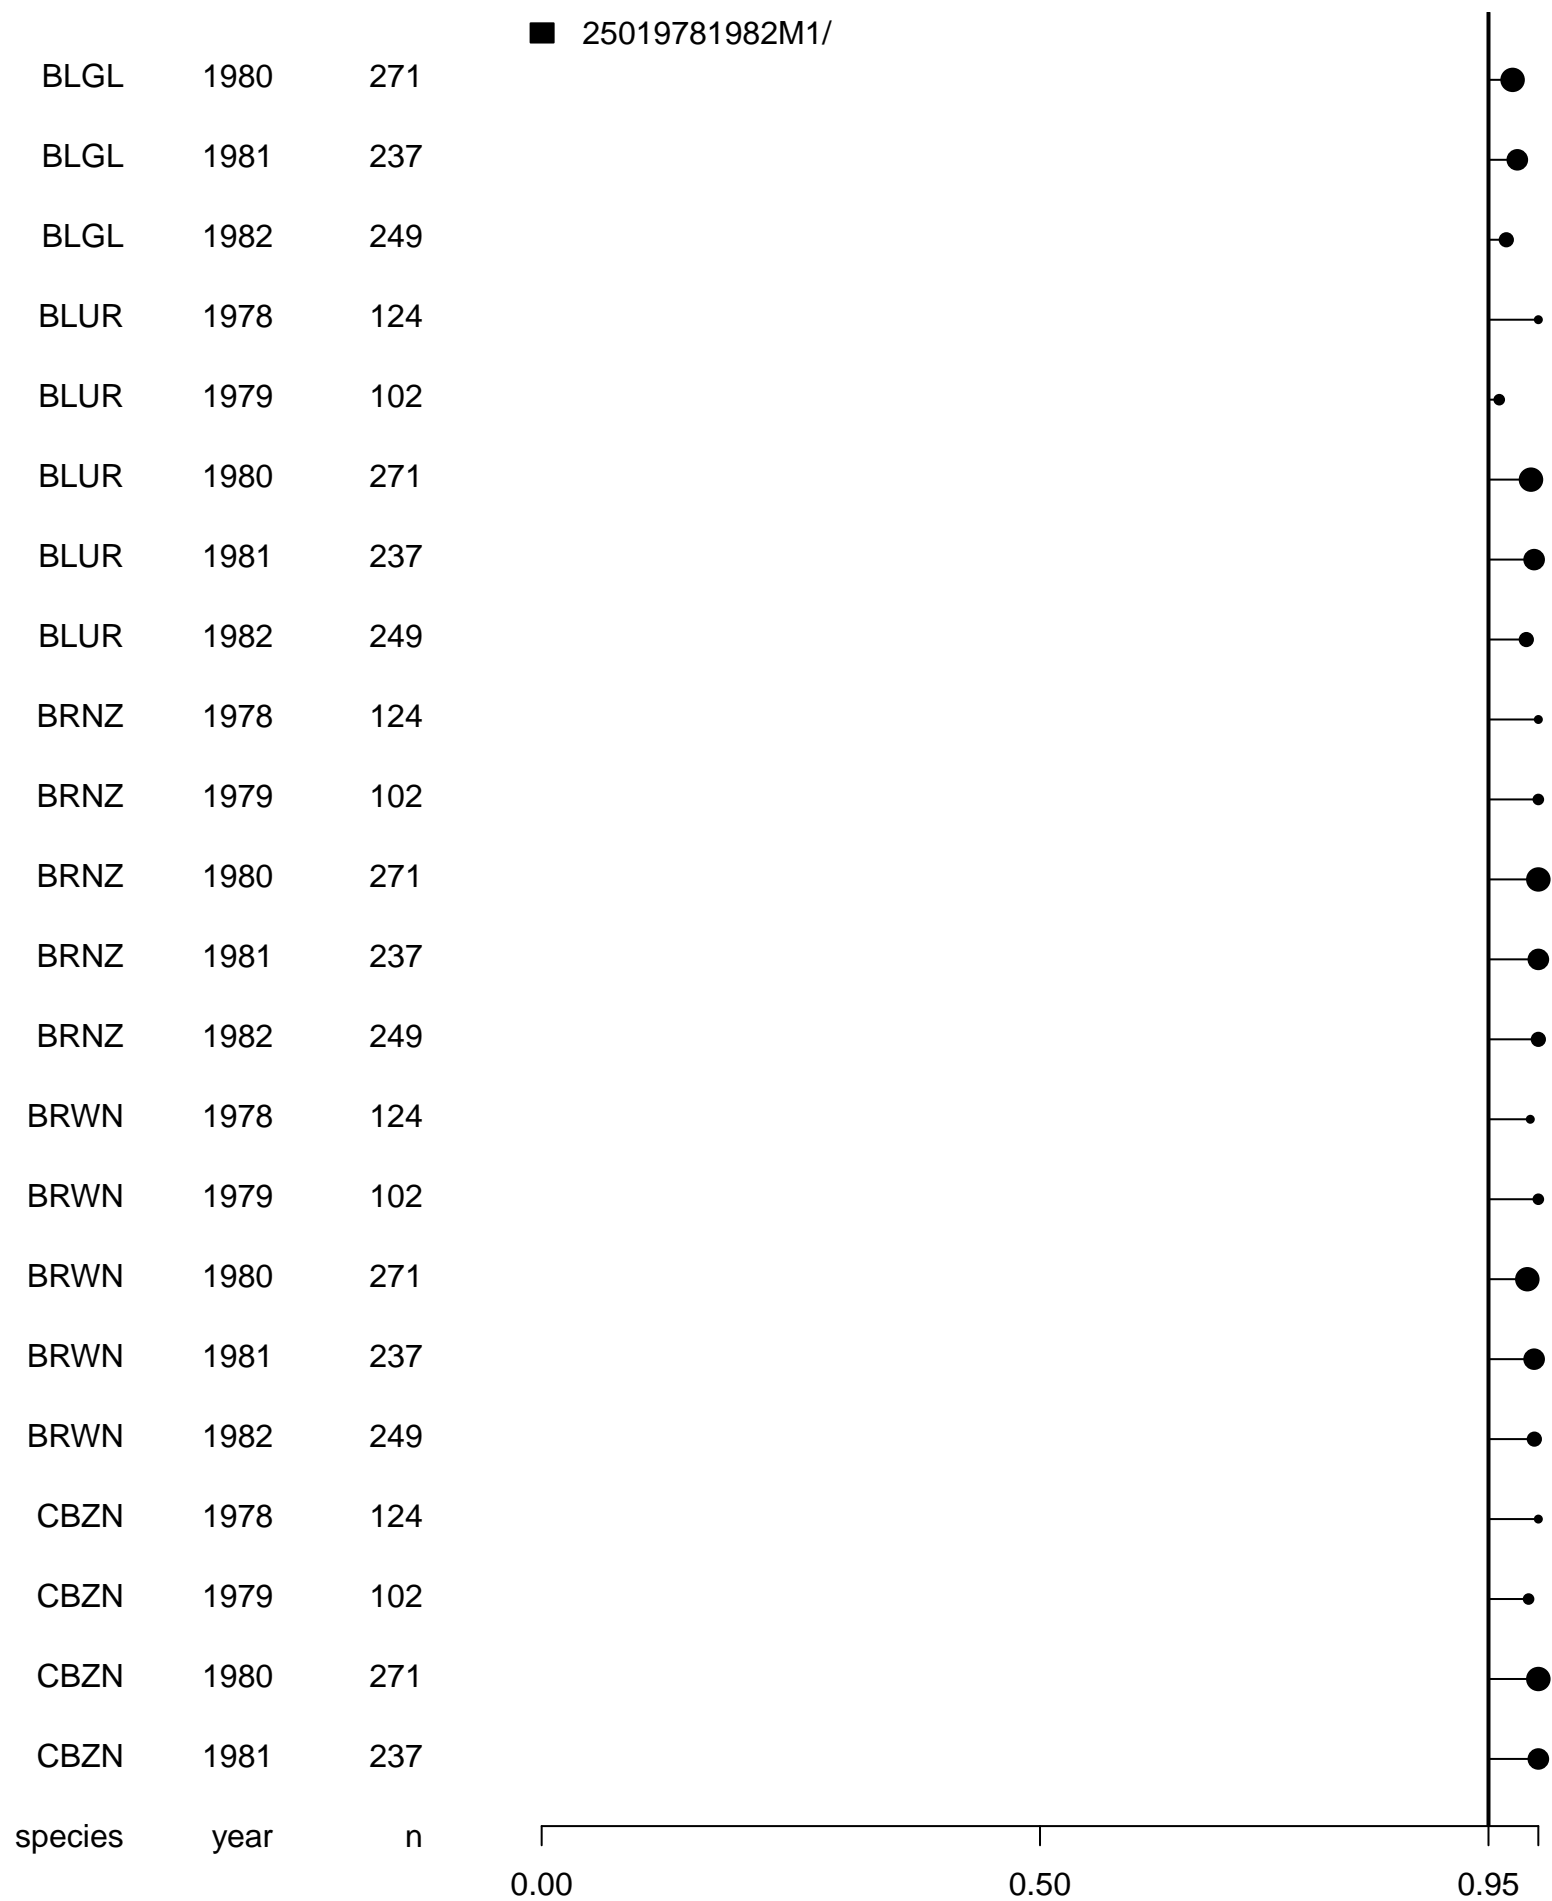 25019781982M1/
BLGL 1980 271
BLGL 1981 237
BLGL 1982 249
BLUR 1978 124
BLUR 1979 102
BLUR 1980 271
BLUR 1981 237
BLUR 1982 249
BRNZ 1978 124
BRNZ 1979 102
BRNZ 1980 271
BRNZ 1981 237
BRNZ 1982 249
BRWN 1978 124
BRWN 1979 102
BRWN 1980 271
BRWN 1981 237
BRWN 1982 249
CBZN 1978 124
CBZN 1979 102
CBZN 1980 271
CBZN 1981 237
species year n
0.00 0.50 0.95